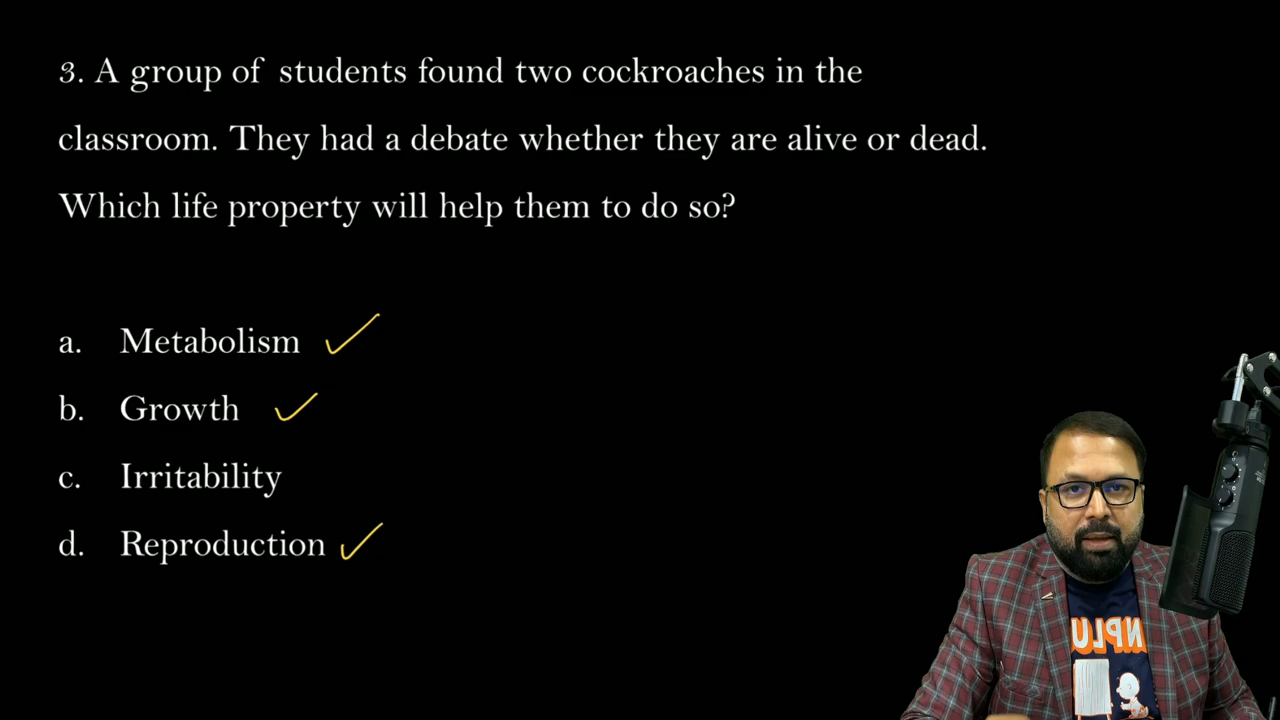 3. A group of students found two cockroaches in the
classroom. They had a debate whether they are alive or dead.
Which life property will help them to do so?
a. Metabolism
b. Growth
c. Irritability
d. Reproduction